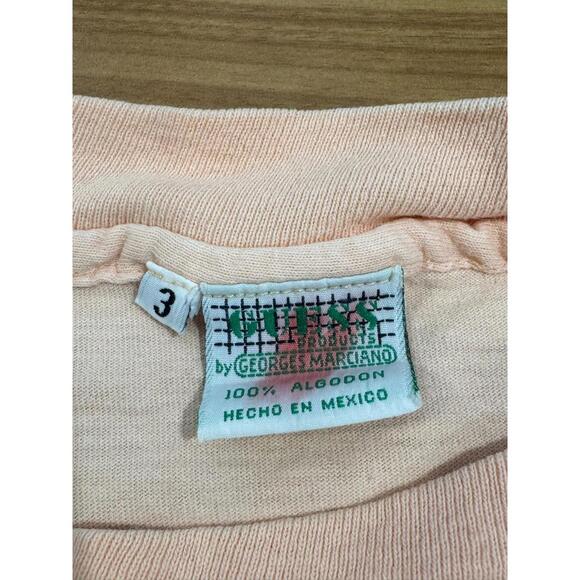 3
GUESS
PRODUCTS
by GEORGES MARCIANO
100% ALGODON
HECHO EN MEXICO